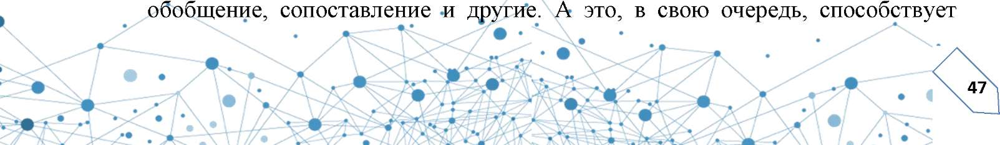 обобщение, сопоставление и другие. А это, в свою очередь, способствует
47